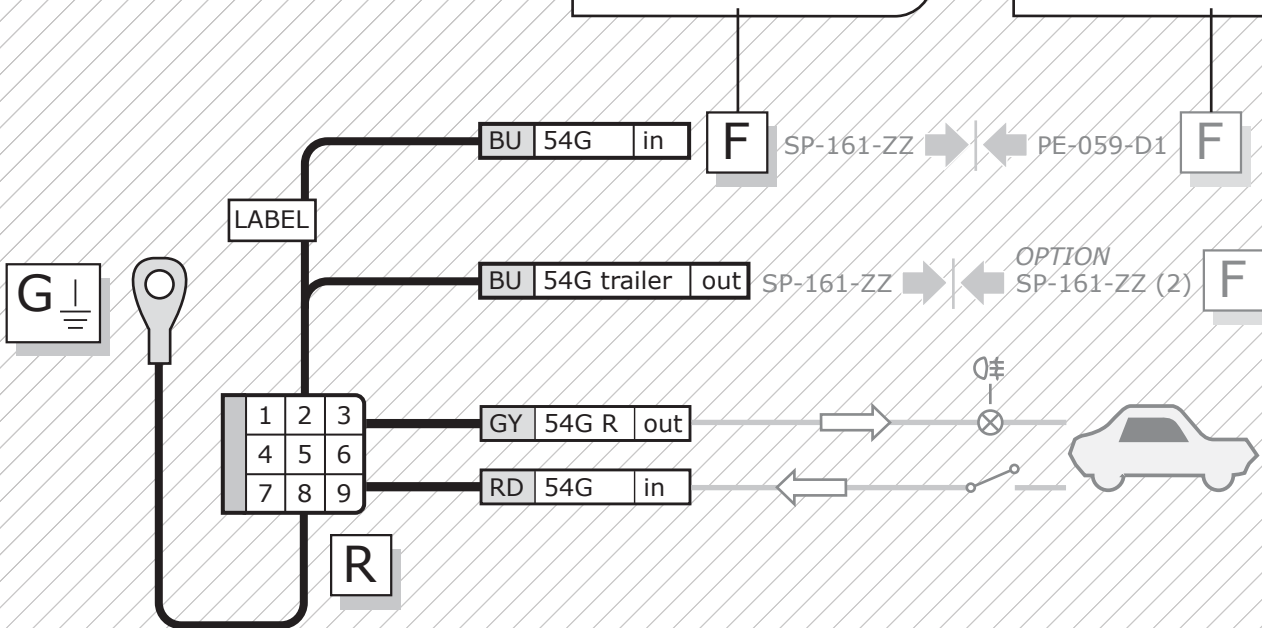 BU 54G in F SP-161-ZZ PE-059-D1 F
LABEL
G
BU 54G trailer out SP-161-ZZ OPTION
SP-161-ZZ (2) F
1 2 3
4 5 6
7 8 9
GY 54G R out
RD 54G in
R